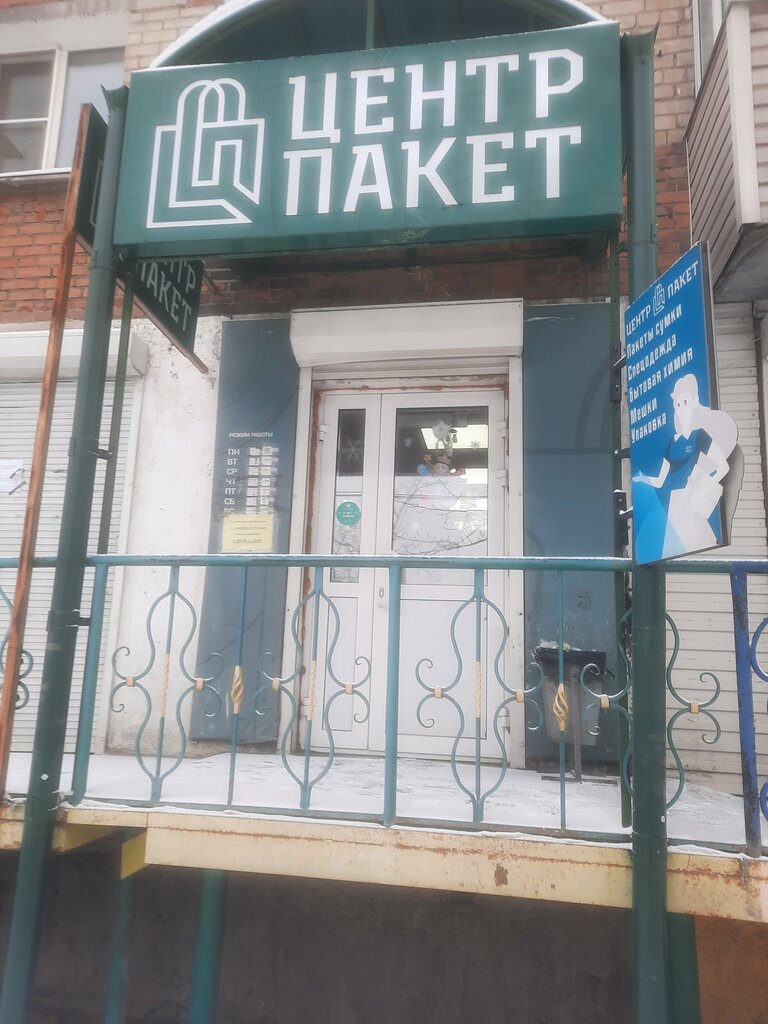 ЦЕНТР
ПАКЕТ
ЦЕНТР
ПАКЕТ
ЦЕНТР ПАКЕТ
Пакеты сумки
Спецодежда
Бытовая химия
Мешки
Упаковка
РЕЖИМ РАБОТЫ
ПН
ВТ
СР
ЧТ
ПТ
СБ
ВС